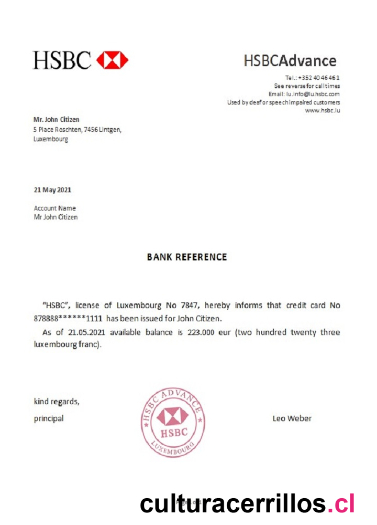 HSBC
HSBCAdvance
Tel.: +352 40 46 46 1
See reverse for call times
Email: lu.info@lu.hsbc.com
Used by deaf or speech impaired customers
www.hsbc.lu
Mr. John Citizen
5 Place Roschten, 7456 Lintgen,
Luxembourg
21 May 2021
Account Name
Mr John Citizen
BANK REFERENCE
"HSBC", license of Luxembourg No 7847, hereby informs that credit card No
878888******1111 has been issued for John Citizen.
As of 21.05.2021 available balance is 223.000 eur (two hundred twenty three
luxembourg franc).
kind regards,
principal
HSBC ADVANCE
HSBC
LUXEMBOURG
Leo Weber
culturacerrillos.cl